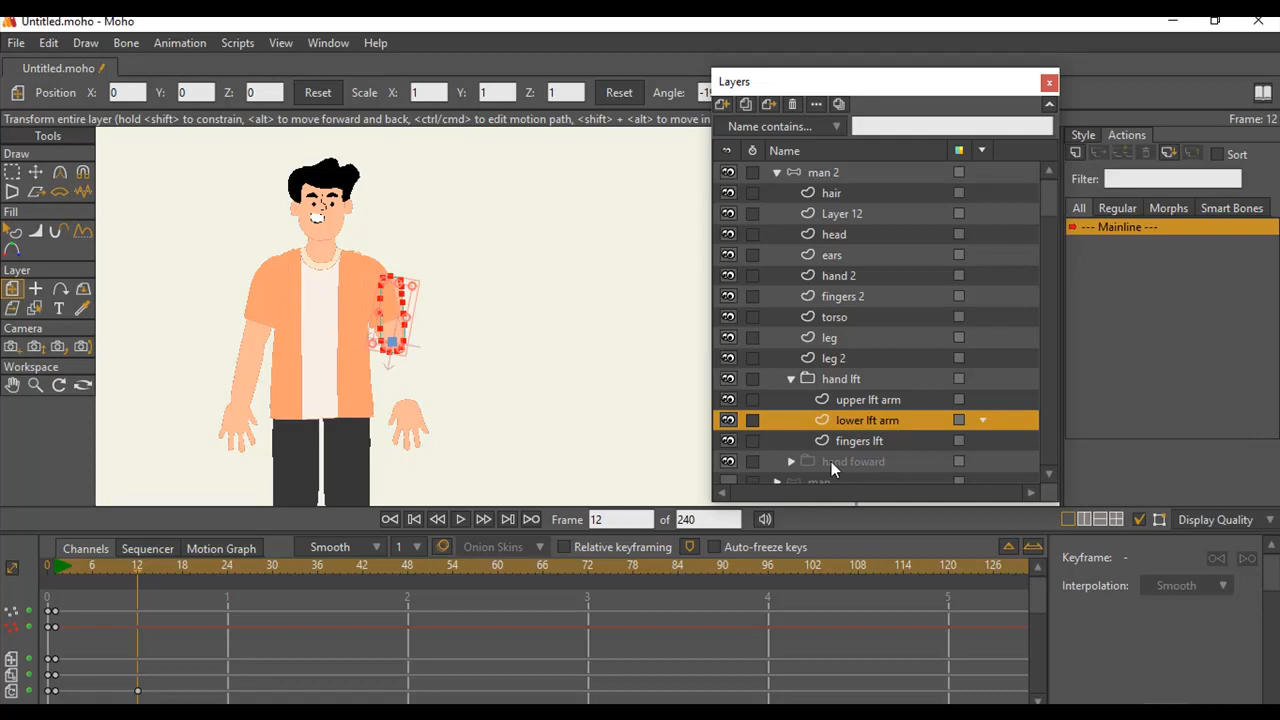 Untitled.moho - Moho
File Edit Draw Bone Animation Scripts View Window Help
Untitled.moho
Position X: 0 Y: 0 Z: 0 Reset Scale X: 1 Y: 1 Z: 1 Reset Angle:
Transform entire layer (hold <shift> to constrain, <alt> to move forward and back, <ctrl/cmd> to edit motion path, <shift> + <alt> to move in
Frame: 12
Tools
Draw
Fill
Layer
Camera
Workspace
Layers
Name contains...
Name
man 2
hair
Layer 12
head
ears
hand 2
fingers 2
torso
leg
leg 2
hand lft
upper lft arm
lower lft arm
fingers lft
hand foward
man
Style Actions
Sort
Filter:
All Regular Morphs Smart Bones
--- Mainline ---
Frame 12 of 240
Display Quality
Channels Sequencer Motion Graph Smooth 1 Onion Skins Relative keyframing Auto-freeze keys
0 6 12 18 24 30 36 42 48 54 60 66 72 78 84 90 96 102 108 114 120 126
0 1 2 3 4 5
Keyframe: -
Interpolation: Smooth